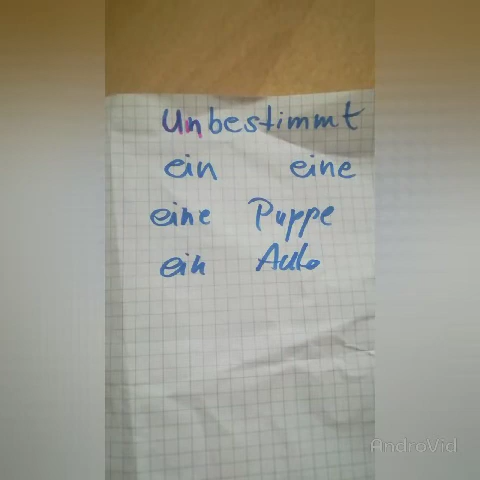 Unbestimmt
ein eine
eine Puppe
ein Auto
AndroVid